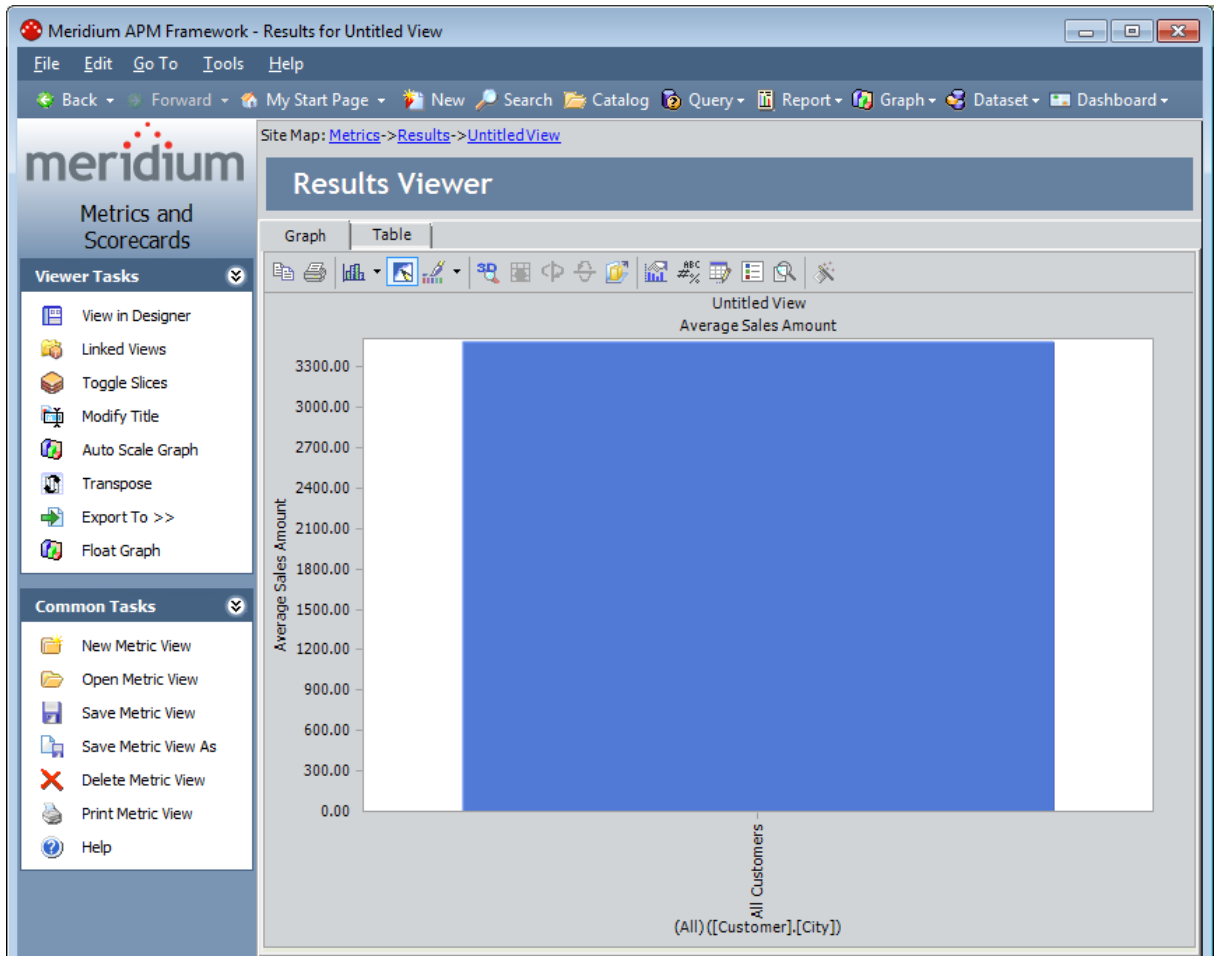 Meridium APM Framework - Results for Untitled View
File Edit Go To Tools Help
Back Forward My Start Page New Search Catalog Query Report Graph Dataset Dashboard
meridium
Metrics and
Scorecards
Viewer Tasks
View in Designer
Linked Views
Toggle Slices
Modify Title
Auto Scale Graph
Transpose
Export To >>
Float Graph
Common Tasks
New Metric View
Open Metric View
Save Metric View
Save Metric View As
Delete Metric View
Print Metric View
Help
Site Map: Metrics->Results->Untitled View
Results Viewer
Graph Table
3D ABC #%
Untitled View
Average Sales Amount
Average Sales Amount
3300.00
3000.00
2700.00
2400.00
2100.00
1800.00
1500.00
1200.00
900.00
600.00
300.00
0.00
All Customers
(All) ([Customer].[City])